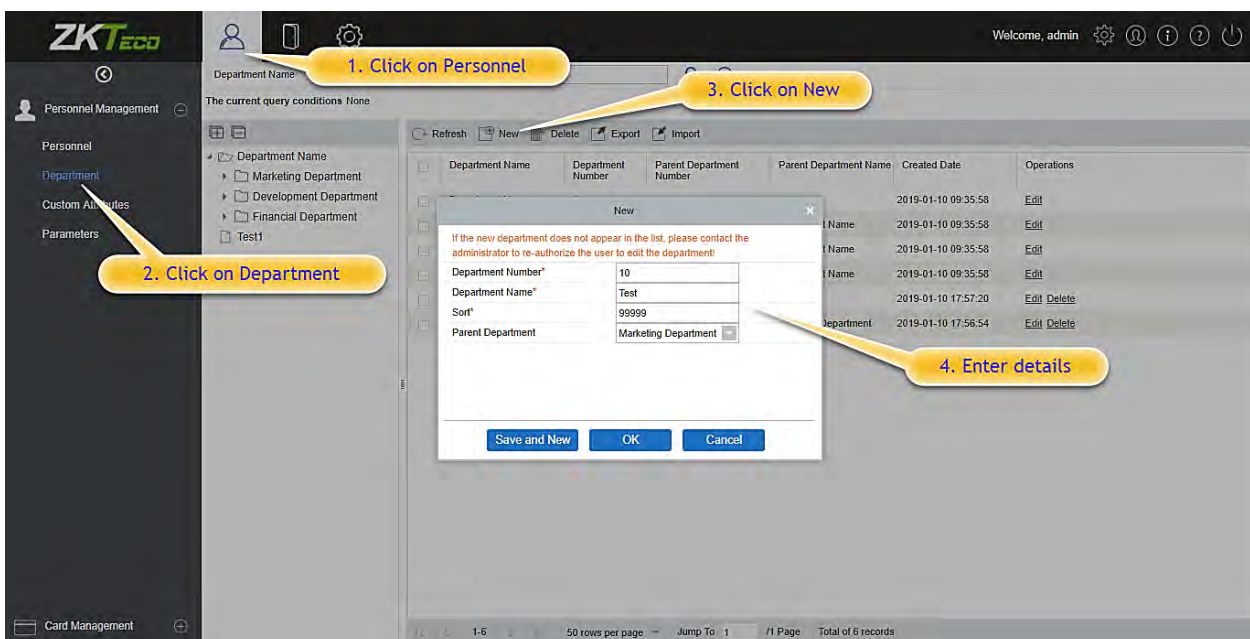 ZKTECO
Welcome, admin
1. Click on Personnel
Department Name
3. Click on New
Personnel Management
The current query conditions None
Refresh New Delete Export Import
Personnel
Department
Custom Attributes
Parameters
2. Click on Department
Department Name
Marketing Department
Development Department
Financial Department
Test1
Department Name Department Number Parent Department Number Parent Department Name Created Date Operations
2019-01-10 09:35:58 Edit
t Name 2019-01-10 09:35:58 Edit
t Name 2019-01-10 09:35:58 Edit
t Name 2019-01-10 09:35:58 Edit
2019-01-10 17:57:20 Edit Delete
Department 2019-01-10 17:56:54 Edit Delete
New
If the new department does not appear in the list, please contact the
administrator to re-authorize the user to edit the department!
Department Number* 10
Department Name* Test
Sort* 99999
Parent Department Marketing Department
4. Enter details
Save and New OK Cancel
Card Management
1-6 50 rows per page Jump To 1 /1 Page Total of 6 records